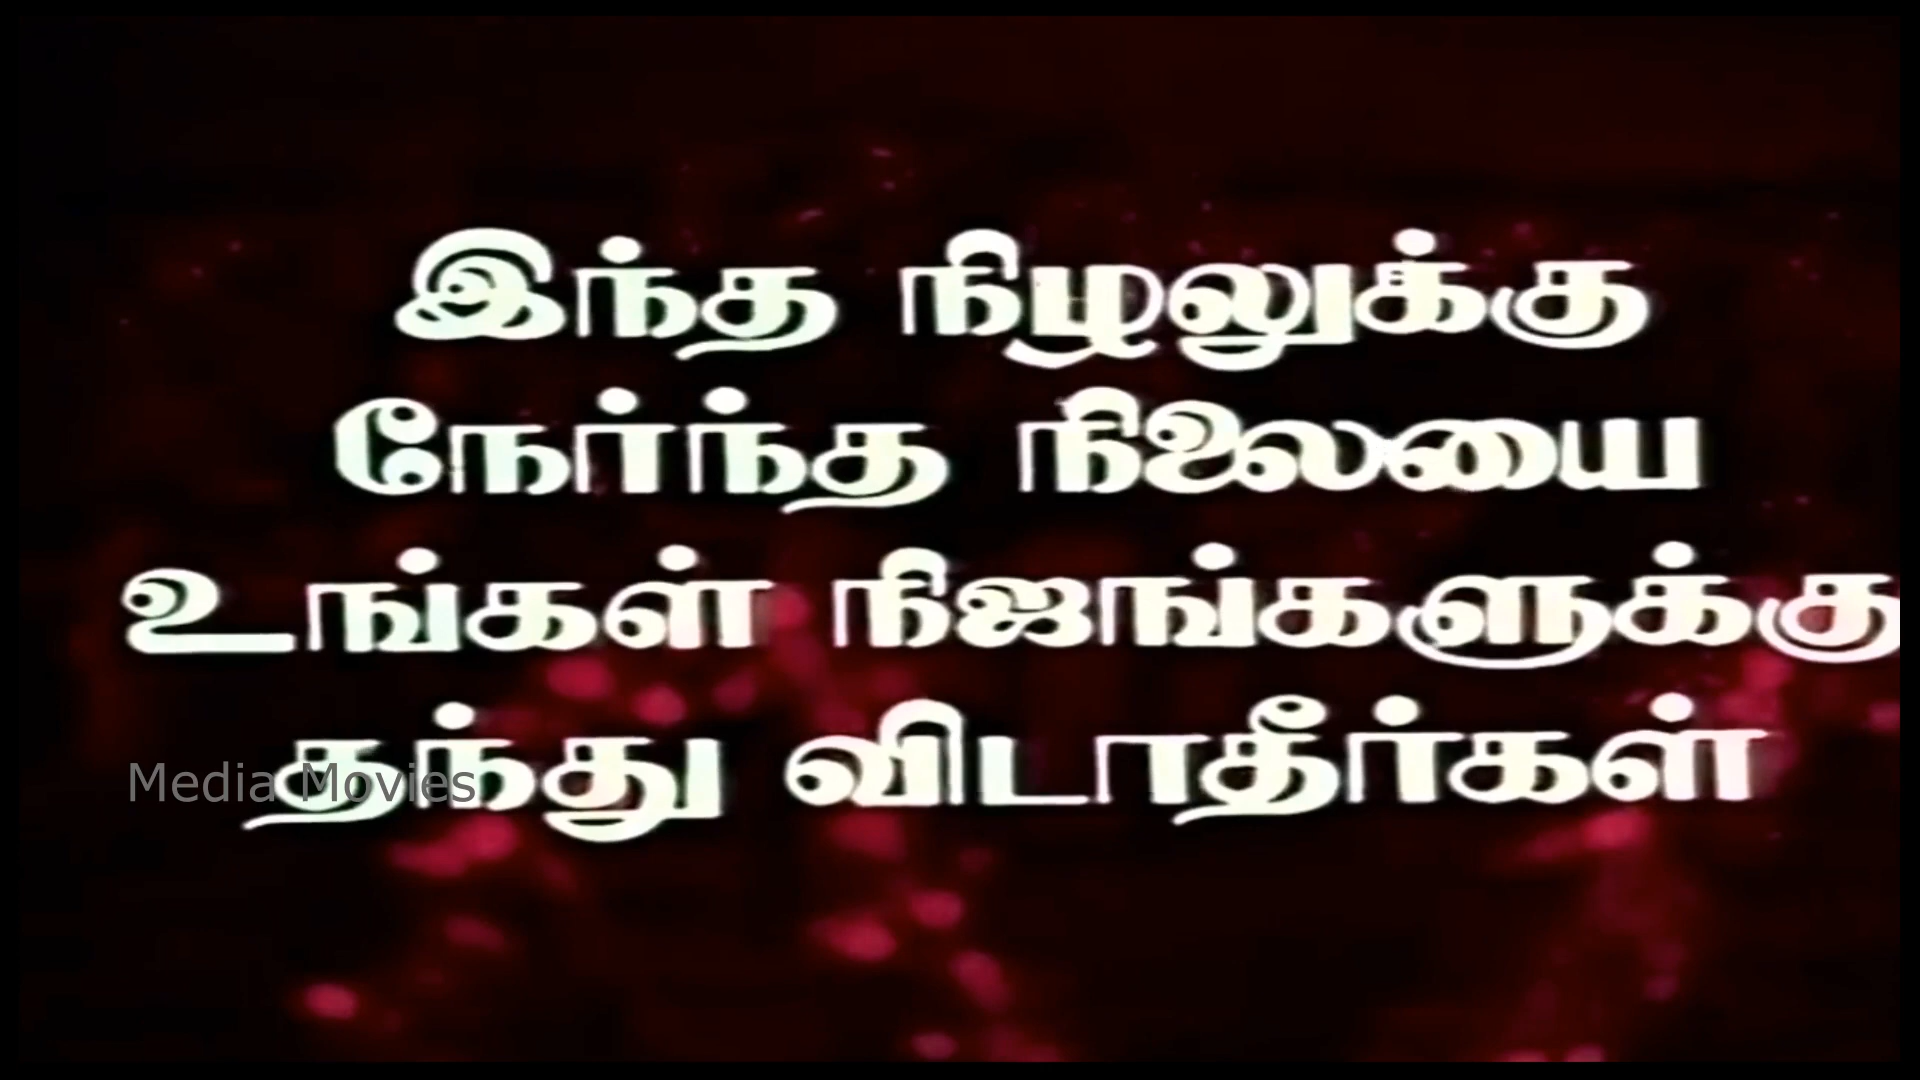 இந்த நிழலுக்கு
நேர்ந்த நிலையை
உங்கள் நிஜங்களுக்கு
தந்து விடாதீர்கள்
Media Movies